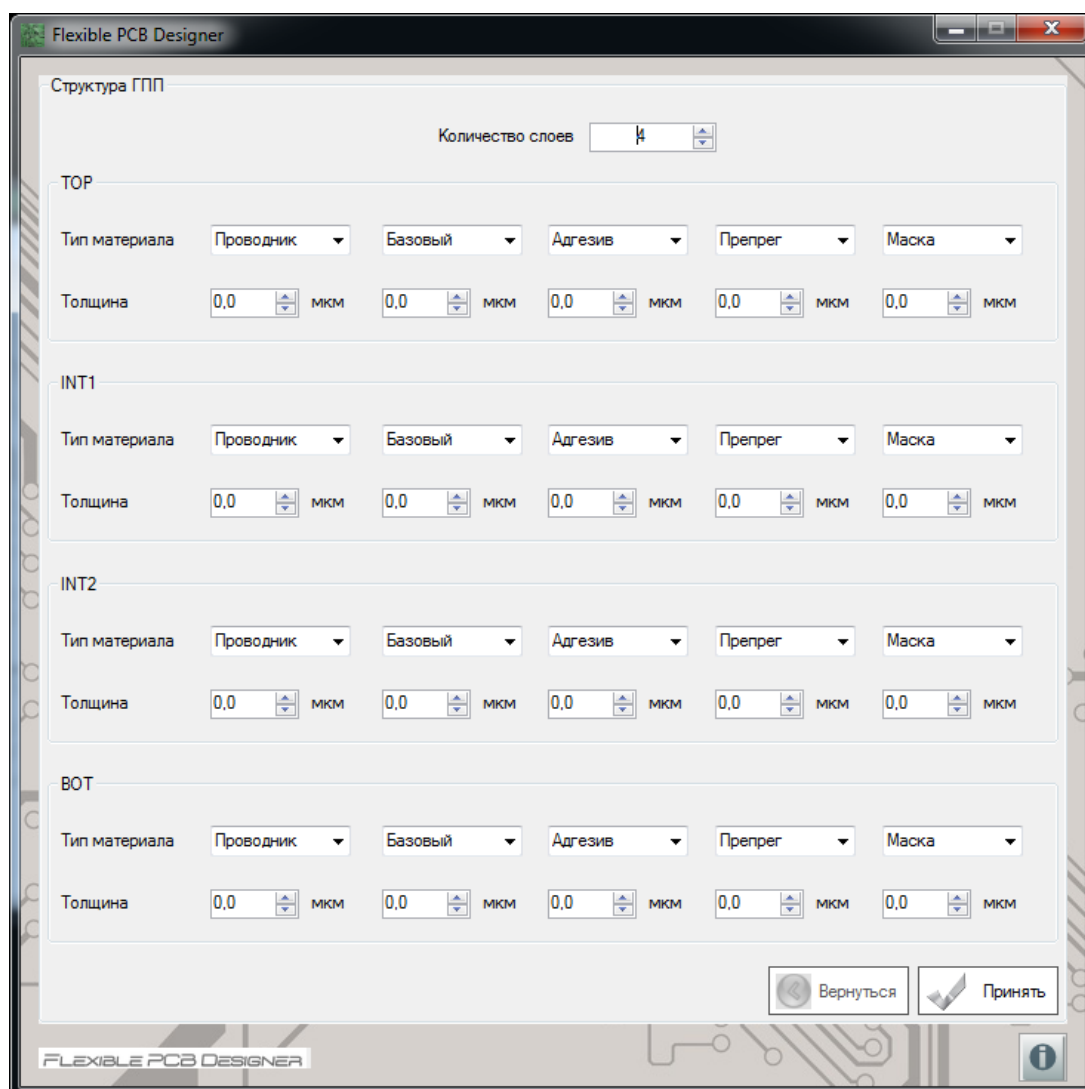 Flexible PCB Designer
Структура ГПП
Количество слоев 4
TOP
Тип материала Проводник Базовый Адгезив Препрег Маска
Толщина 0,0 мкм 0,0 мкм 0,0 мкм 0,0 мкм 0,0 мкм
INT1
Тип материала Проводник Базовый Адгезив Препрег Маска
Толщина 0,0 мкм 0,0 мкм 0,0 мкм 0,0 мкм 0,0 мкм
INT2
Тип материала Проводник Базовый Адгезив Препрег Маска
Толщина 0,0 мкм 0,0 мкм 0,0 мкм 0,0 мкм 0,0 мкм
BOT
Тип материала Проводник Базовый Адгезив Препрег Маска
Толщина 0,0 мкм 0,0 мкм 0,0 мкм 0,0 мкм 0,0 мкм
Вернуться Принять
FLEXIBLE PCB DESIGNER